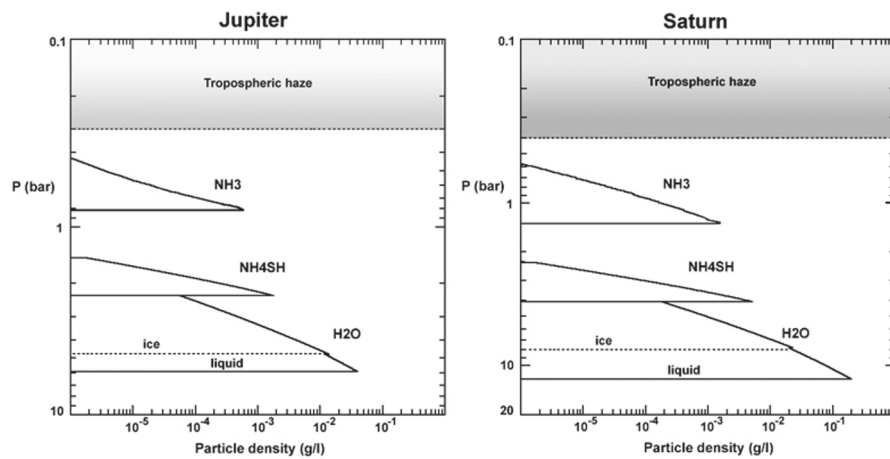 Jupiter
0.1
Tropospheric haze
P (bar)
NH3
1
NH4SH
H2O
ice
liquid
10
10-5
10-4
10-3
10-2
10-1
Particle density (g/l)
Saturn
0.1
Tropospheric haze
P (bar)
NH3
1
NH4SH
H2O
ice
liquid
10
20
10-5
10-4
10-3
10-2
10-1
Particle density (g/l)